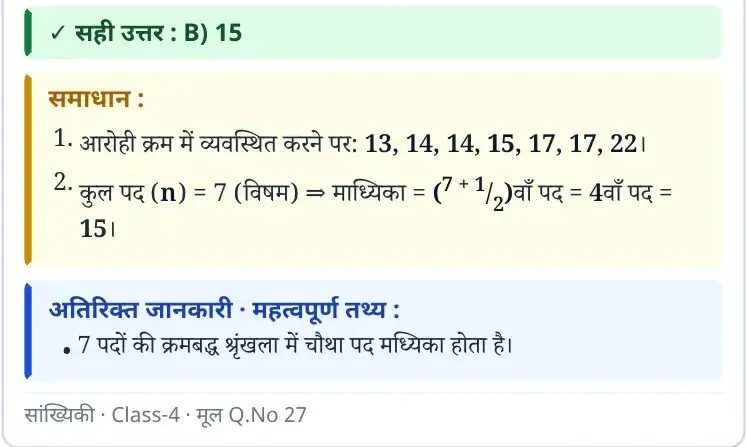 ✓ सही उत्तर : B) 15
समाधान :
1. आरोही क्रम में व्यवस्थित करने पर: 13, 14, 14, 15, 17, 17, 22।
2. कुल पद (n) = 7 (विषम) ⇒ माध्यिका = (7 + 1/2)वाँ पद = 4वाँ पद =
15।
अतिरिक्त जानकारी · महत्वपूर्ण तथ्य :
• 7 पदों की क्रमबद्ध श्रृंखला में चौथा पद मध्यिका होता है।
सांख्यिकी · Class-4 · मूल Q.No 27